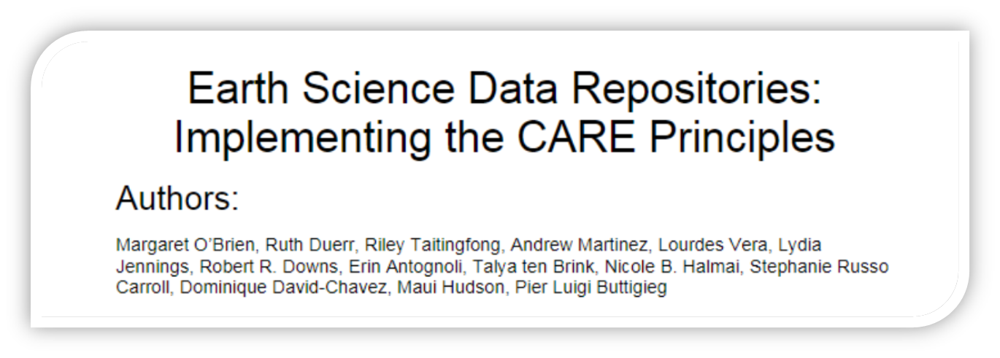 Earth Science Data Repositories:
Implementing the CARE Principles
Authors:
Margaret O’Brien, Ruth Duerr, Riley Taitingfong, Andrew Martinez, Lourdes Vera, Lydia
Jennings, Robert R. Downs, Erin Antognoli, Talya ten Brink, Nicole B. Halmai, Stephanie Russo
Carroll, Dominique David-Chavez, Maui Hudson, Pier Luigi Buttigieg